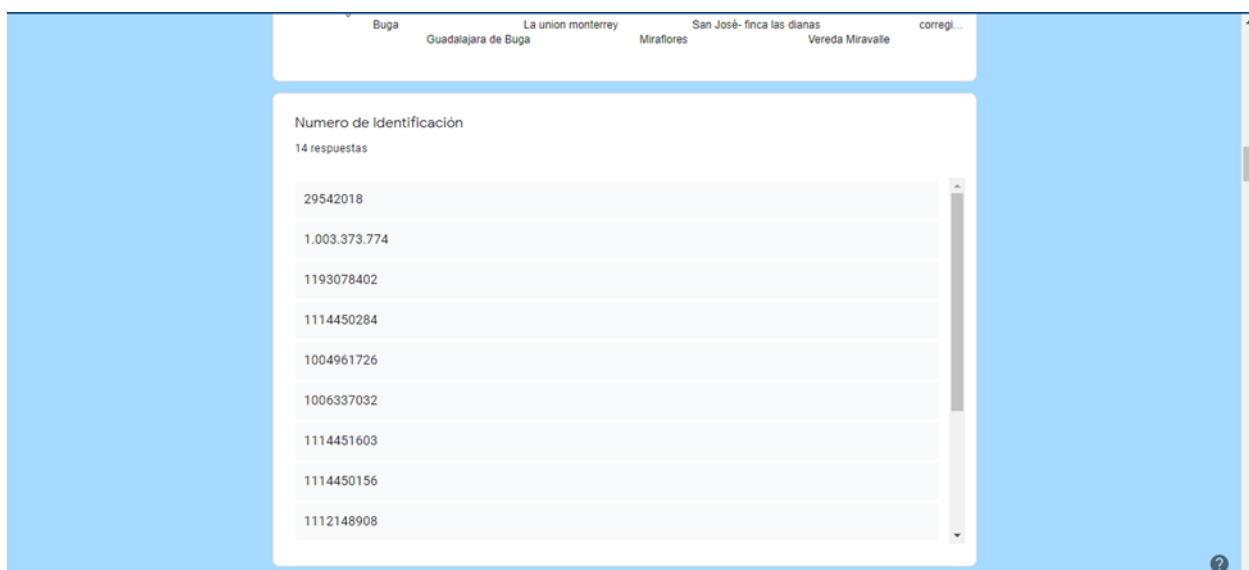 Buga La union monterrey San Josè- finca las dianas corregi...
Guadalajara de Buga Miraflores Vereda Miravalle
Numero de Identificación
14 respuestas
29542018
1.003.373.774
1193078402
1114450284
1004961726
1006337032
1114451603
1114450156
1112148908